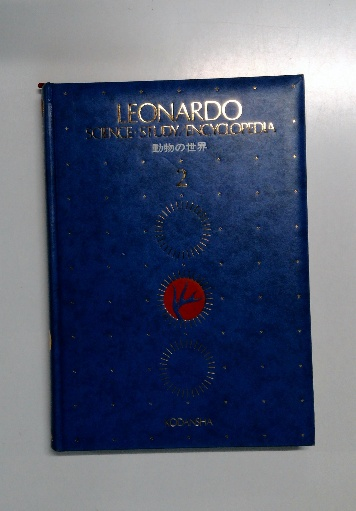 LEONARDO
SCIENCE STUDY ENCYCLOPEDIA
動物の世界
2
KODANSHA